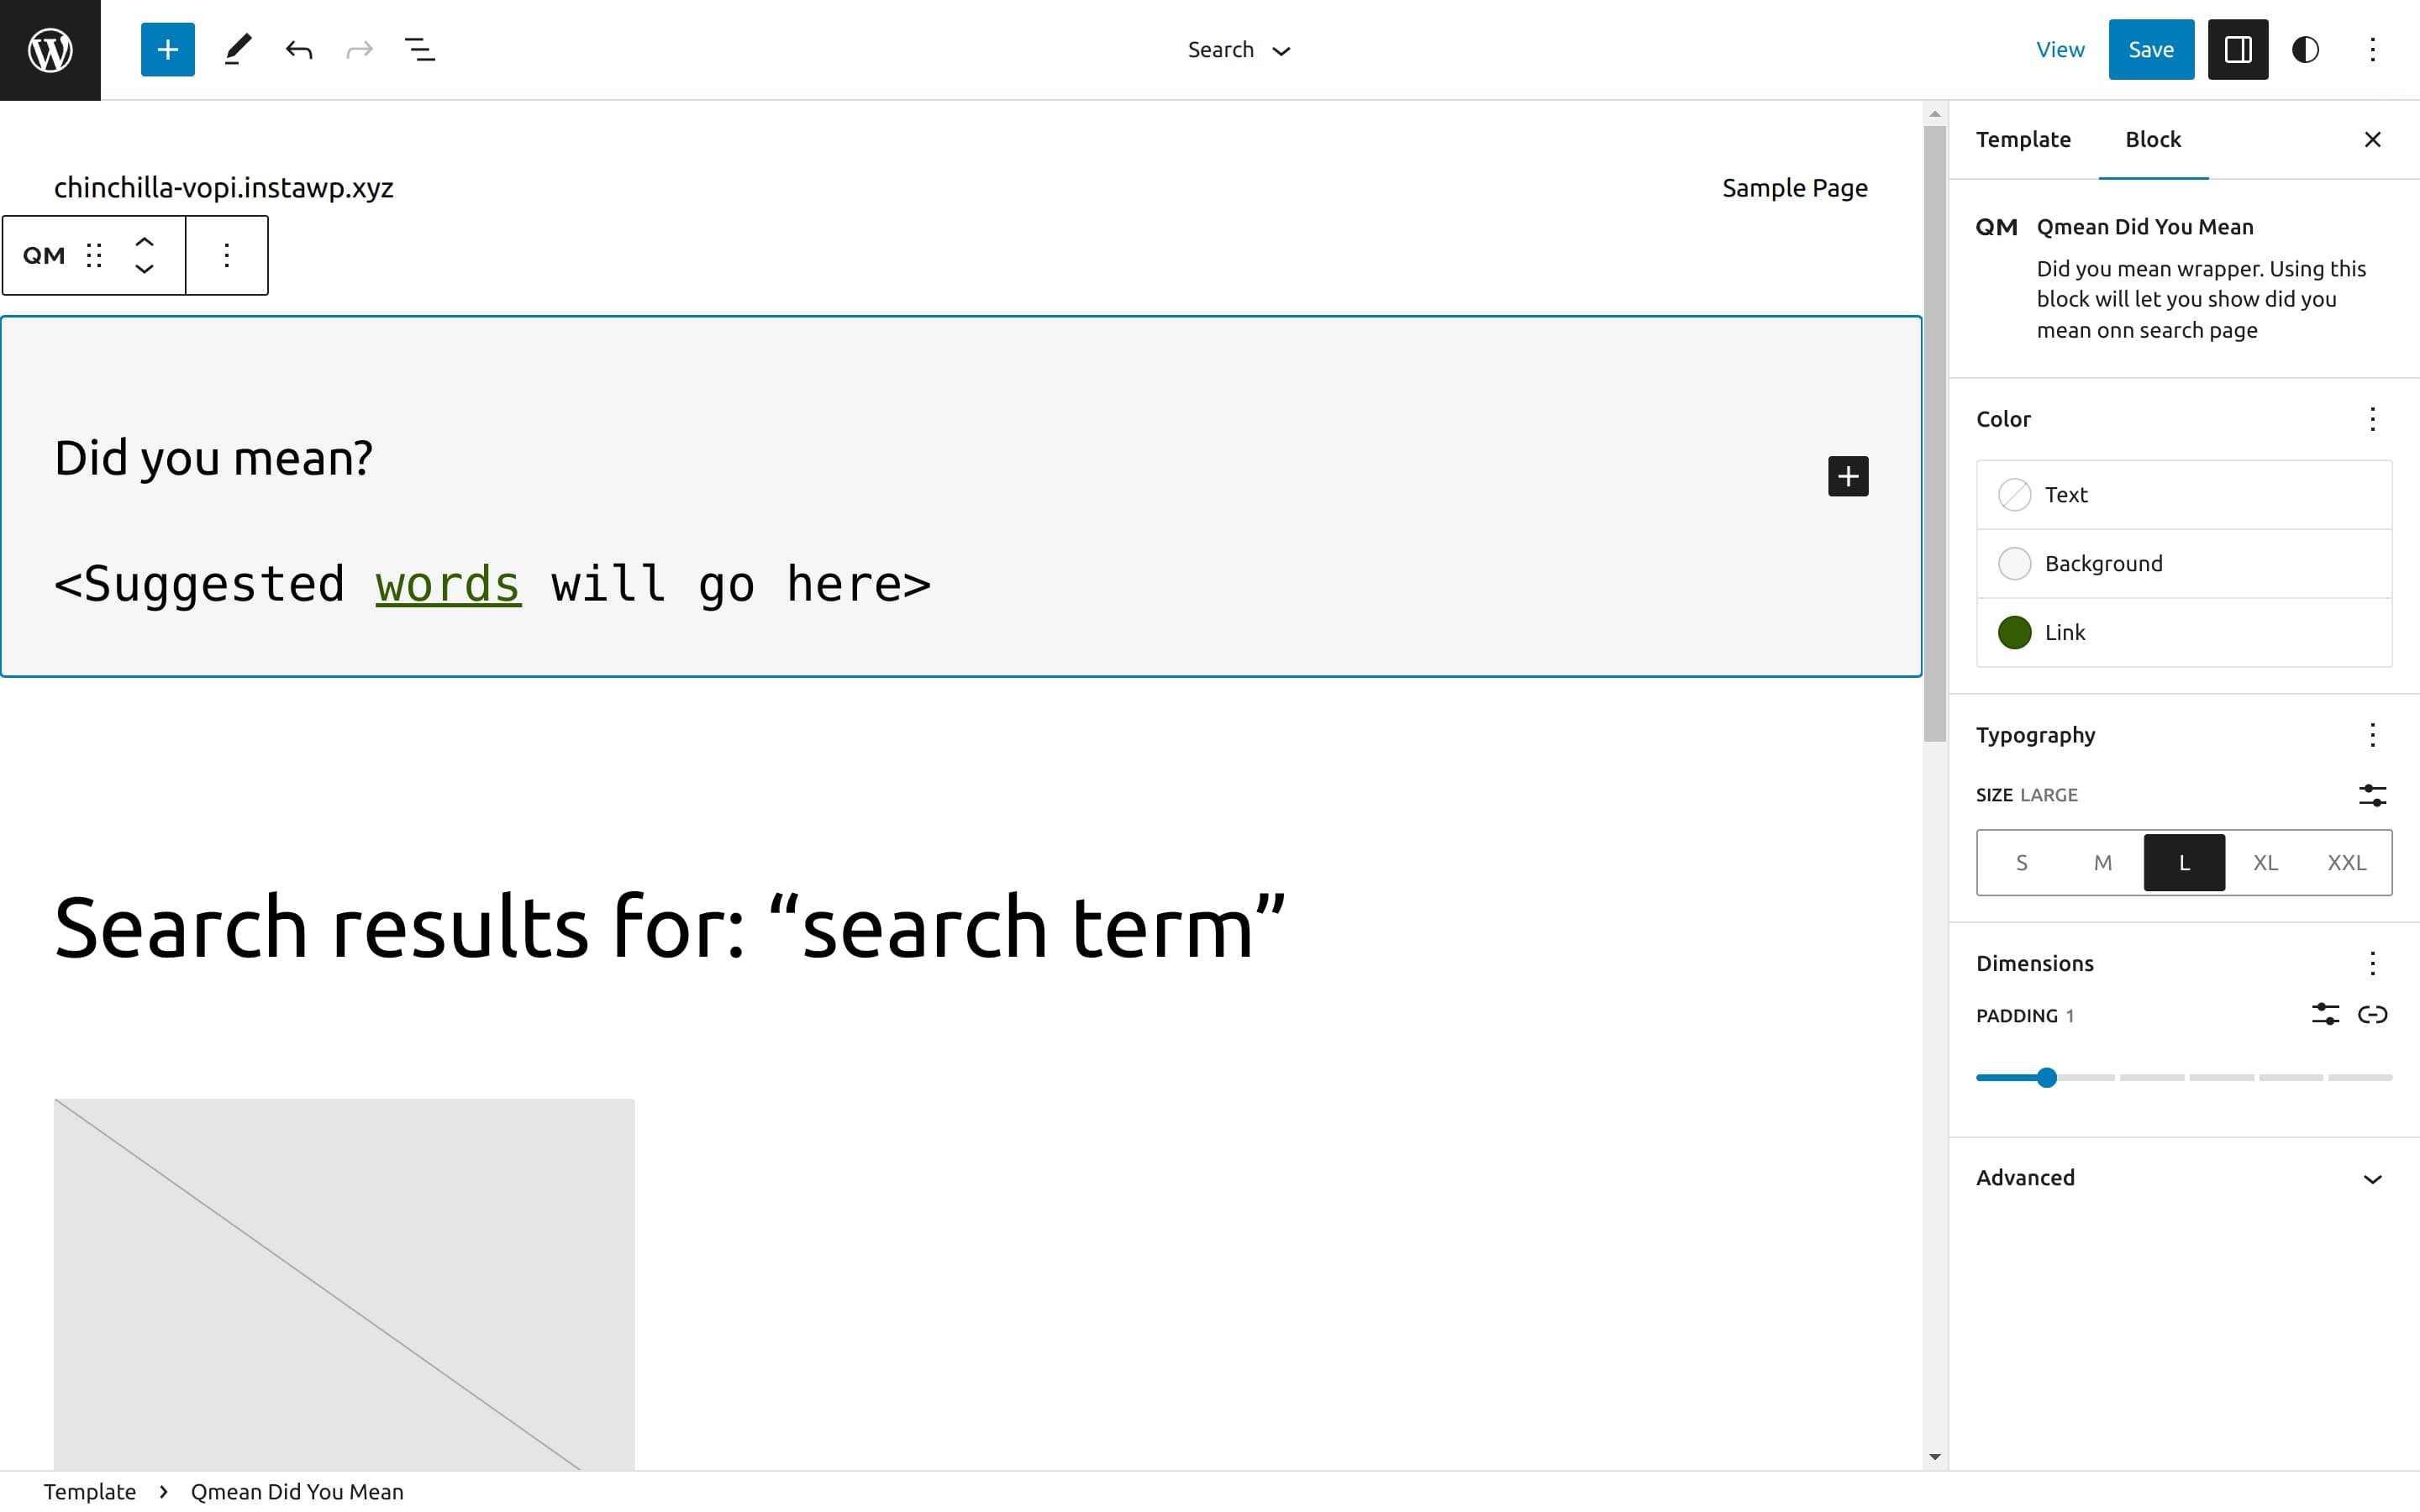 Search
View
Save
chinchilla-vopi.instawp.xyz
Sample Page
QM
Did you mean?
<Suggested words will go here>
Search results for: “search term”
Template
Block
QM Qmean Did You Mean
Did you mean wrapper. Using this
block will let you show did you
mean onn search page
Color
Text
Background
Link
Typography
SIZE LARGE
S M L XL XXL
Dimensions
PADDING 1
Advanced
Template › Qmean Did You Mean